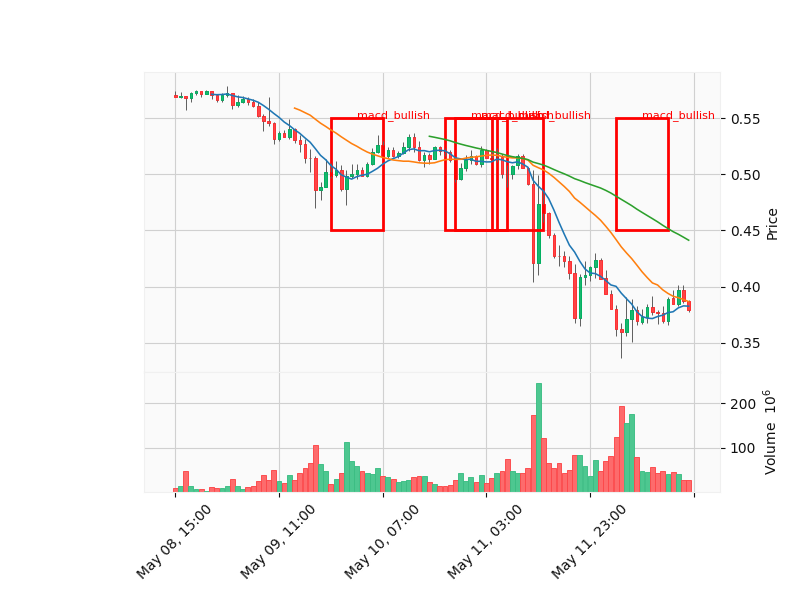 macd_bullish
macd_bullish
macd_bullish
0.55
0.50
0.45
0.40
0.35
Price
200
100
Volume 10^6
May 08, 15:00
May 09, 11:00
May 10, 07:00
May 11, 03:00
May 11, 23:00